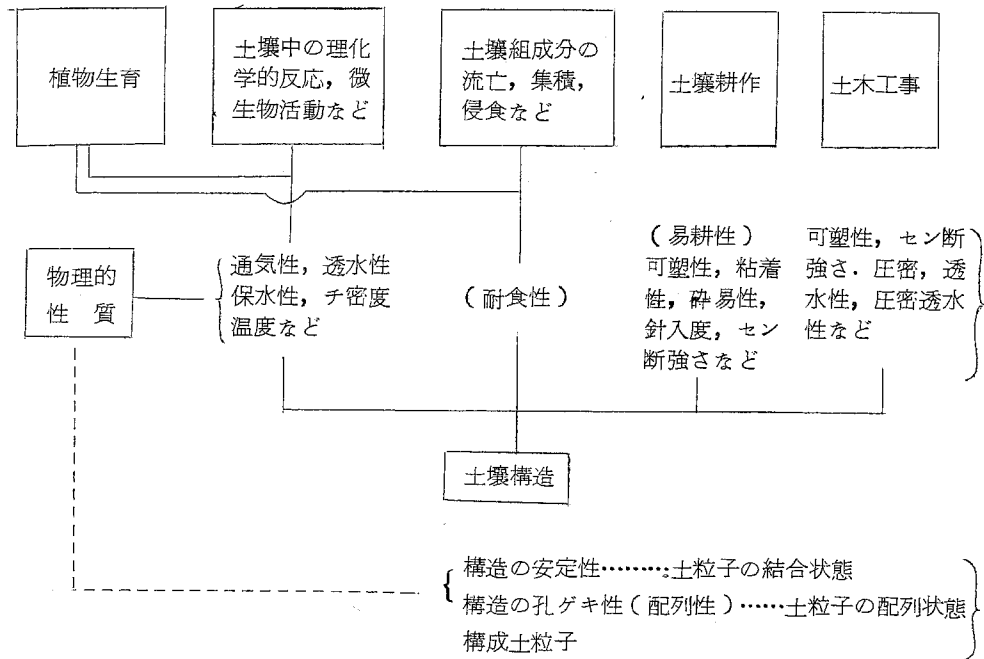 植物生育
土壤中の理化
学的反応，微
生物活動など
土壤組成分の
流亡，集積，
侵食など
土壤耕作
土木工事
物理的
性 質
通気性，透水性
保水性，チ密度
温度など
（耐食性）
（易耕性）
可塑性，粘着
性，砕易性，
針入度，セン
断強さなど
可塑性，セン断
強さ．圧密，透
水性，圧密透水
性など
土壤構造
構造の安定性………土粒子の結合状態
構造の孔ゲキ性（配列性）……土粒子の配列状態
構成土粒子